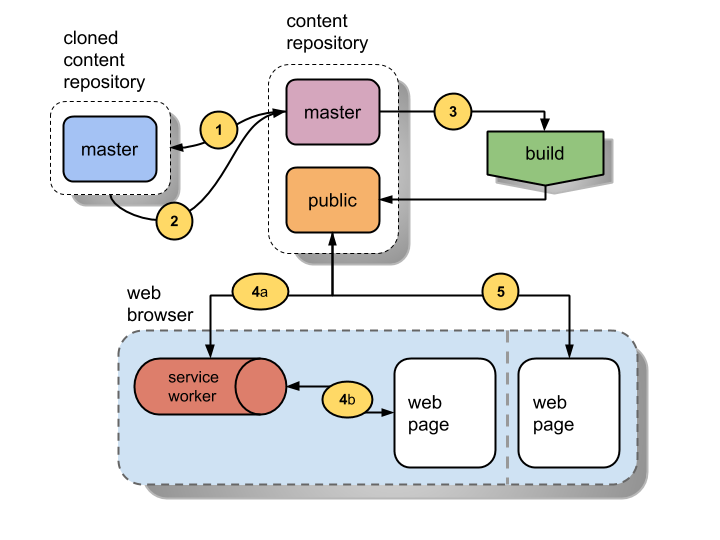 cloned
content
repository
content
repository
master
master
public
build
1
2
3
4a
5
web
browser
service
worker
4b
web
page
web
page